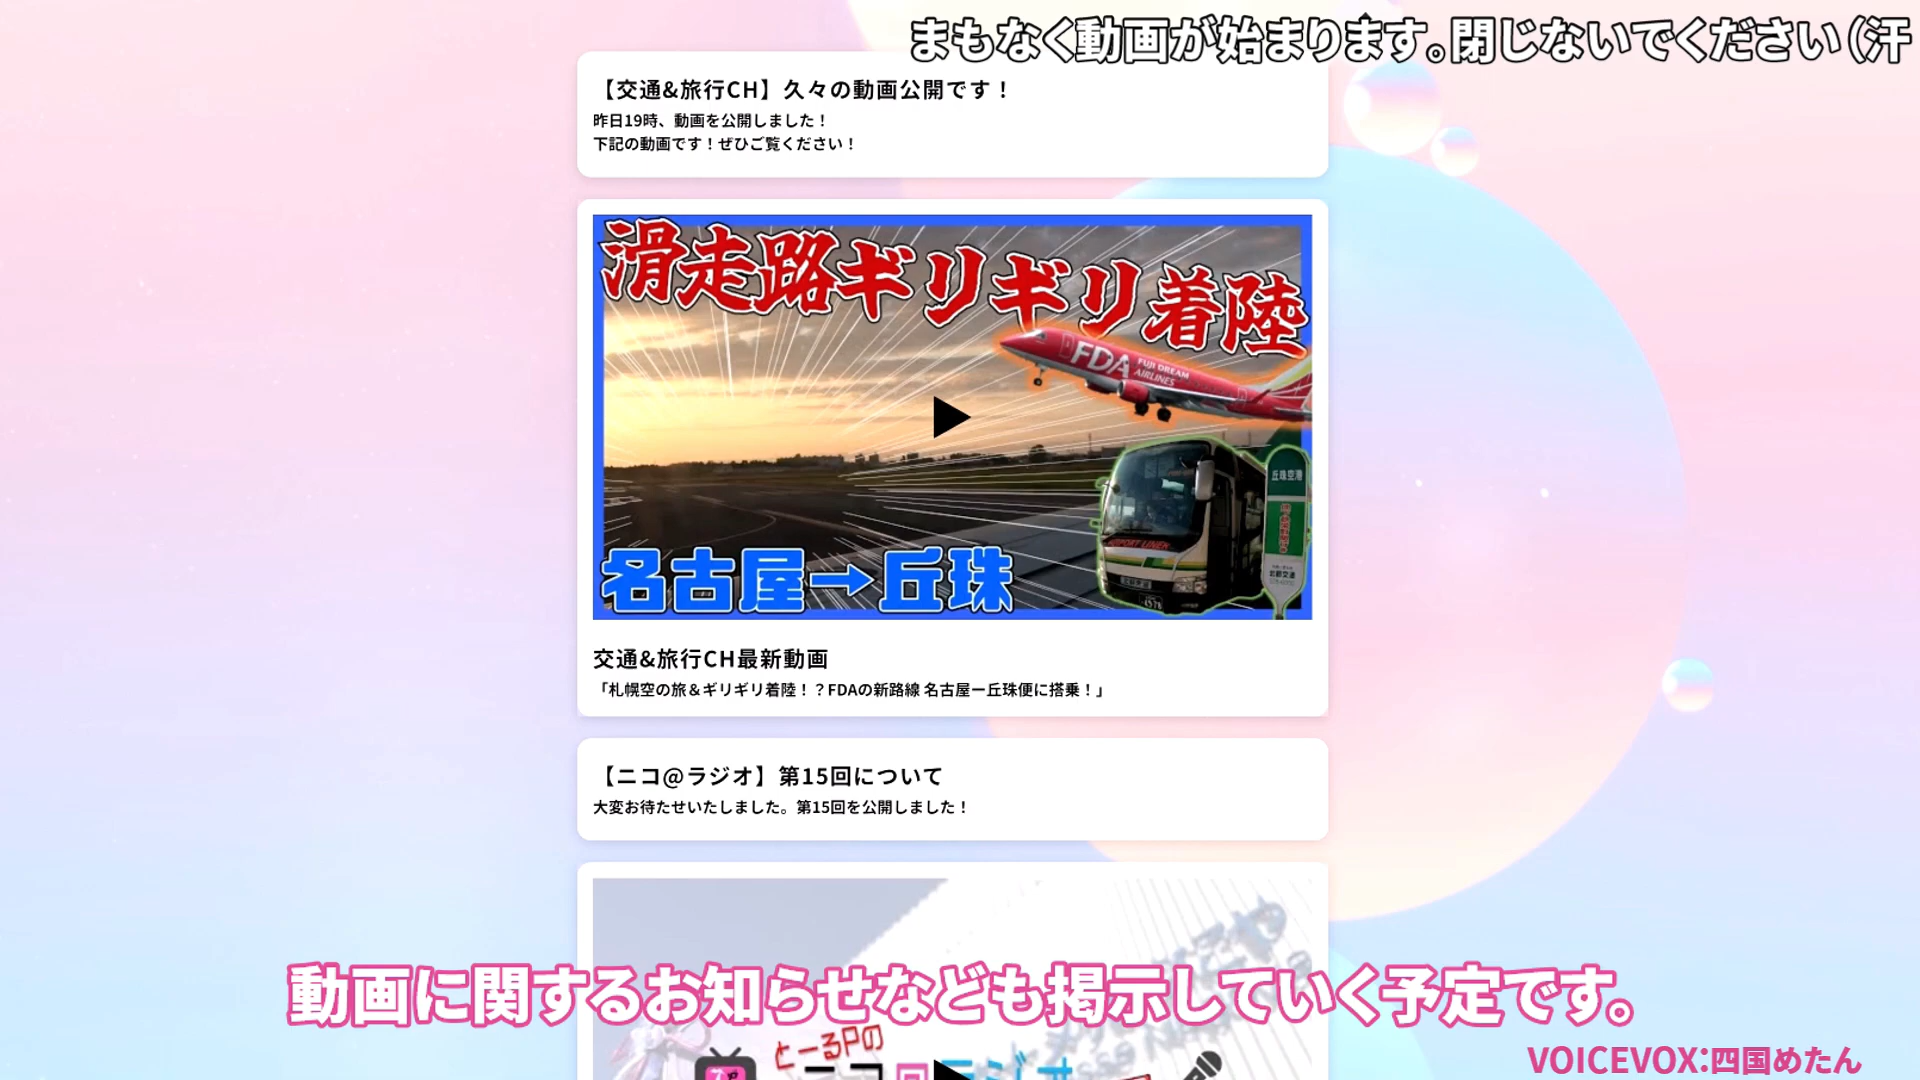 まもなく動画が始まります。閉じないでください（汗
【交通&旅行CH】久々の動画公開です！
昨日19時、動画を公開しました！
下記の動画です！ぜひご覧ください！
滑走路ギリギリ着陸
FDA
FUJI DREAM
AIRLINES
丘珠空港
AIRPORT LINER
北都交通
名古屋→丘珠
交通&旅行CH最新動画
「札幌空の旅＆ギリギリ着陸！？FDAの新路線 名古屋ー丘珠便に搭乗！」
【ニコ@ラジオ】第15回について
大変お待たせいたしました。第15回を公開しました！
動画に関するお知らせなども掲示していく予定です。
とーるPの
VOICEVOX:四国めたん